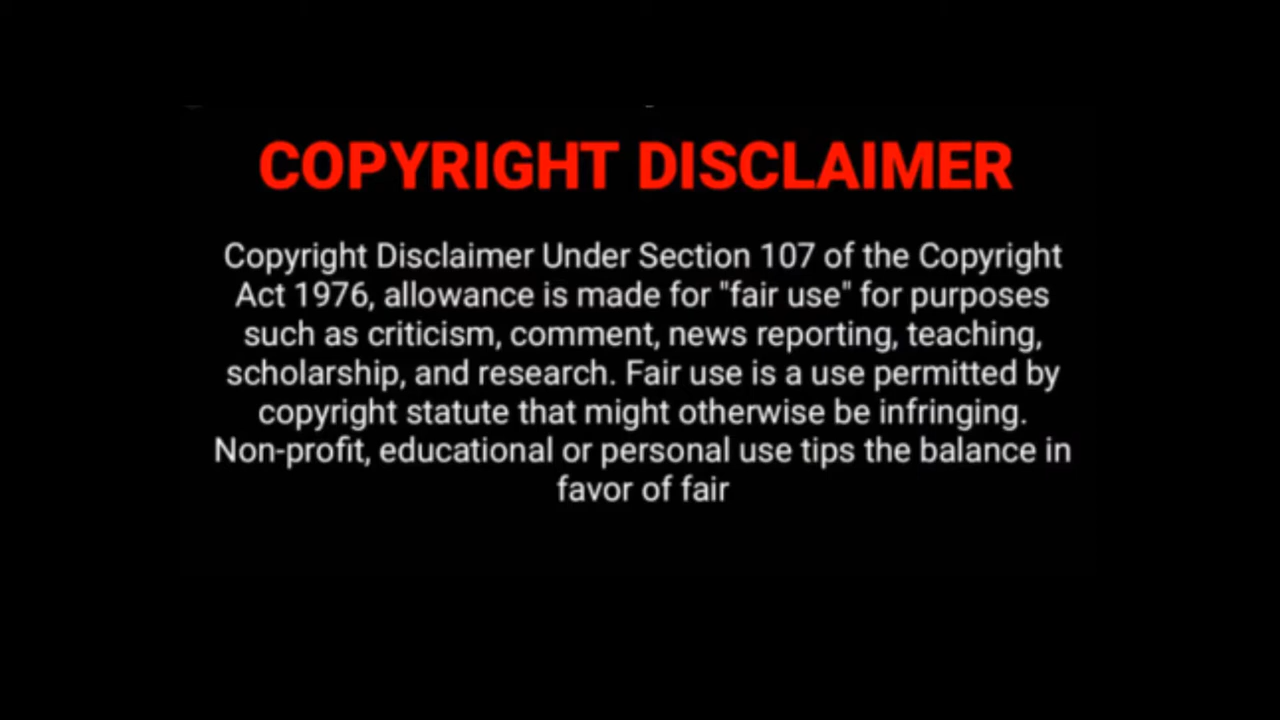 COPYRIGHT DISCLAIMER
Copyright Disclaimer Under Section 107 of the Copyright
Act 1976, allowance is made for "fair use" for purposes
such as criticism, comment, news reporting, teaching,
scholarship, and research. Fair use is a use permitted by
copyright statute that might otherwise be infringing.
Non-profit, educational or personal use tips the balance in
favor of fair